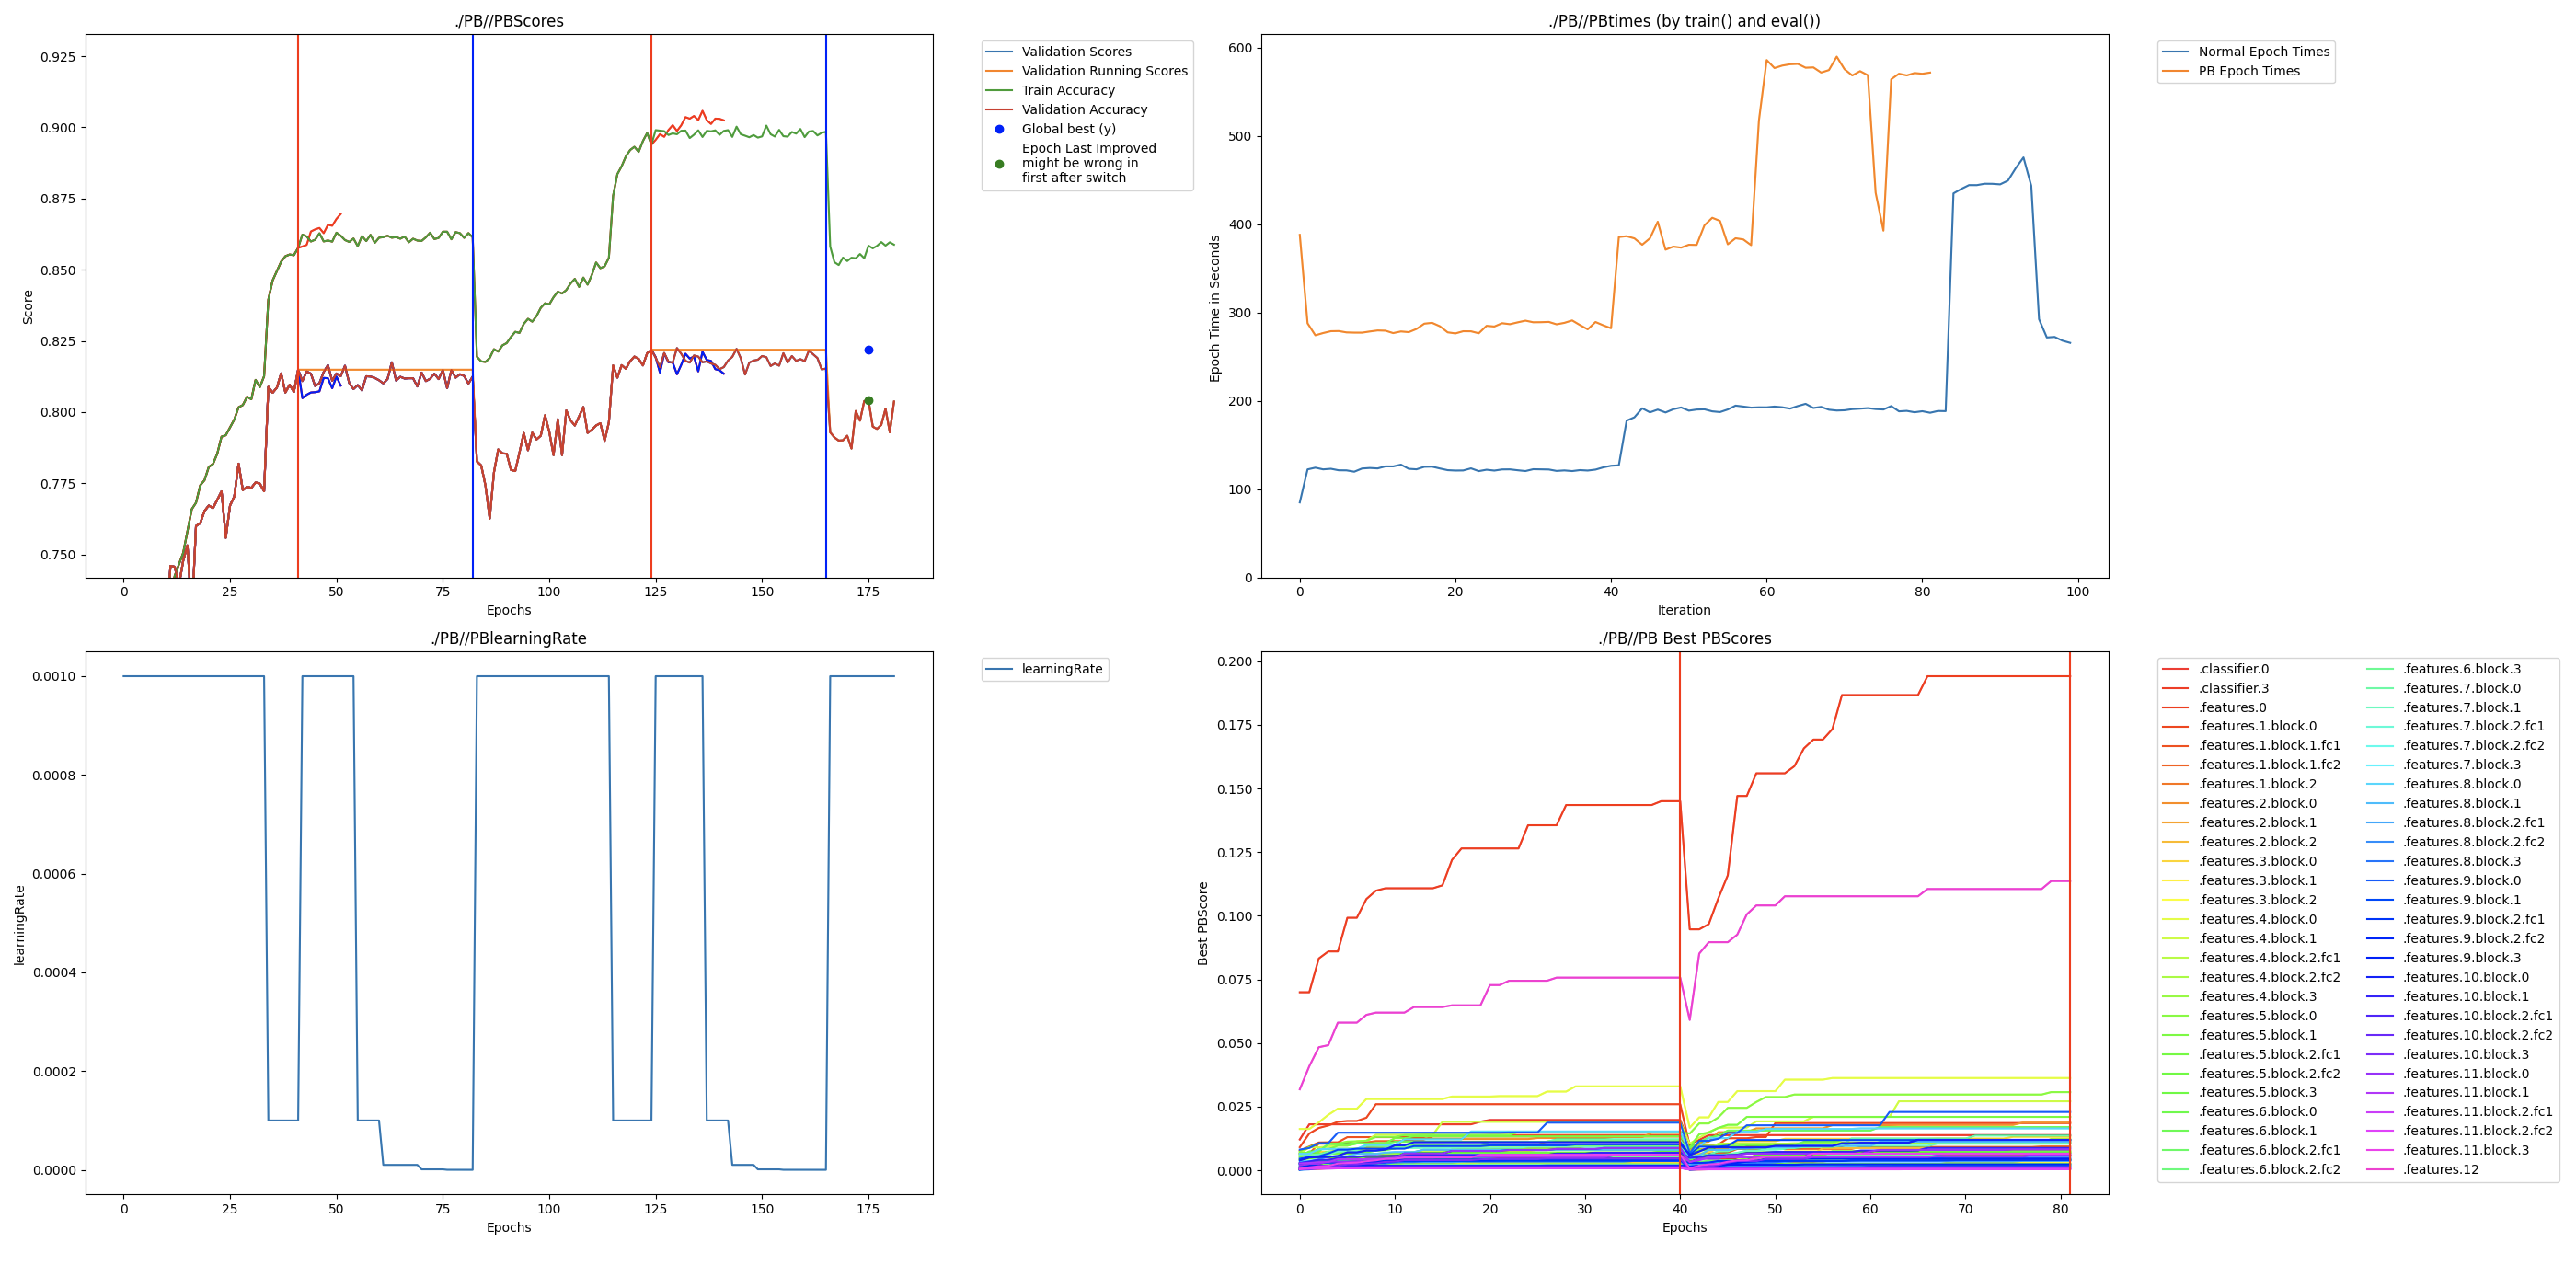 ./PB//PBScores
0.925
0.900
0.875
0.850
0.825
0.800
0.775
0.750
Score
0
25
50
75
100
125
150
175
Epochs
Validation Scores
Validation Running Scores
Train Accuracy
Validation Accuracy
Global best (y)
Epoch Last Improved
might be wrong in
first after switch
./PB//PBtimes (by train() and eval())
600
500
400
300
200
100
0
Epoch Time in Seconds
0
20
40
60
80
100
Iteration
Normal Epoch Times
PB Epoch Times
./PB//PBlearningRate
0.0010
0.0008
0.0006
0.0004
0.0002
0.0000
learningRate
0
25
50
75
100
125
150
175
Epochs
learningRate
./PB//PB Best PBScores
0.200
0.175
0.150
0.125
0.100
0.075
0.050
0.025
0.000
Best PBScore
0
10
20
30
40
50
60
70
80
Epochs
.classifier.0
.classifier.3
.features.0
.features.1.block.0
.features.1.block.1.fc1
.features.1.block.1.fc2
.features.1.block.2
.features.2.block.0
.features.2.block.1
.features.2.block.2
.features.3.block.0
.features.3.block.1
.features.3.block.2
.features.4.block.0
.features.4.block.1
.features.4.block.2.fc1
.features.4.block.2.fc2
.features.4.block.3
.features.5.block.0
.features.5.block.1
.features.5.block.2.fc1
.features.5.block.2.fc2
.features.5.block.3
.features.6.block.0
.features.6.block.1
.features.6.block.2.fc1
.features.6.block.2.fc2
.features.6.block.3
.features.7.block.0
.features.7.block.1
.features.7.block.2.fc1
.features.7.block.2.fc2
.features.7.block.3
.features.8.block.0
.features.8.block.1
.features.8.block.2.fc1
.features.8.block.2.fc2
.features.8.block.3
.features.9.block.0
.features.9.block.1
.features.9.block.2.fc1
.features.9.block.2.fc2
.features.9.block.3
.features.10.block.0
.features.10.block.1
.features.10.block.2.fc1
.features.10.block.2.fc2
.features.10.block.3
.features.11.block.0
.features.11.block.1
.features.11.block.2.fc1
.features.11.block.2.fc2
.features.11.block.3
.features.12